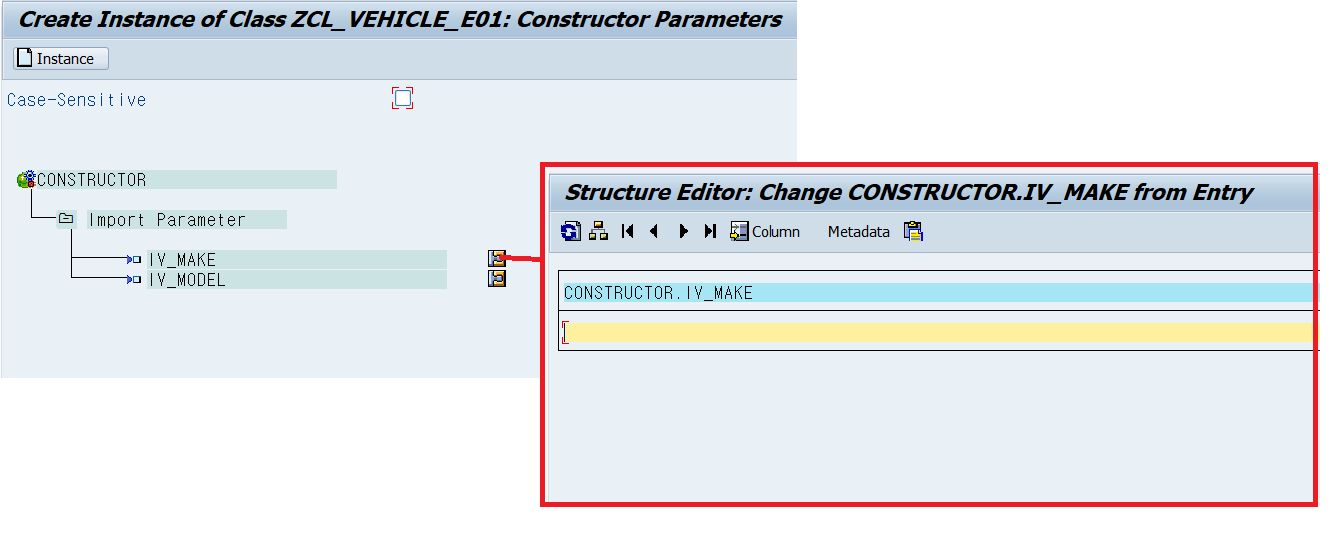 Create Instance of Class ZCL_VEHICLE_E01: Constructor Parameters
Instance
Case-Sensitive
CONSTRUCTOR
Import Parameter
IV_MAKE
IV_MODEL
Structure Editor: Change CONSTRUCTOR.IV_MAKE from Entry
Column Metadata
CONSTRUCTOR.IV_MAKE